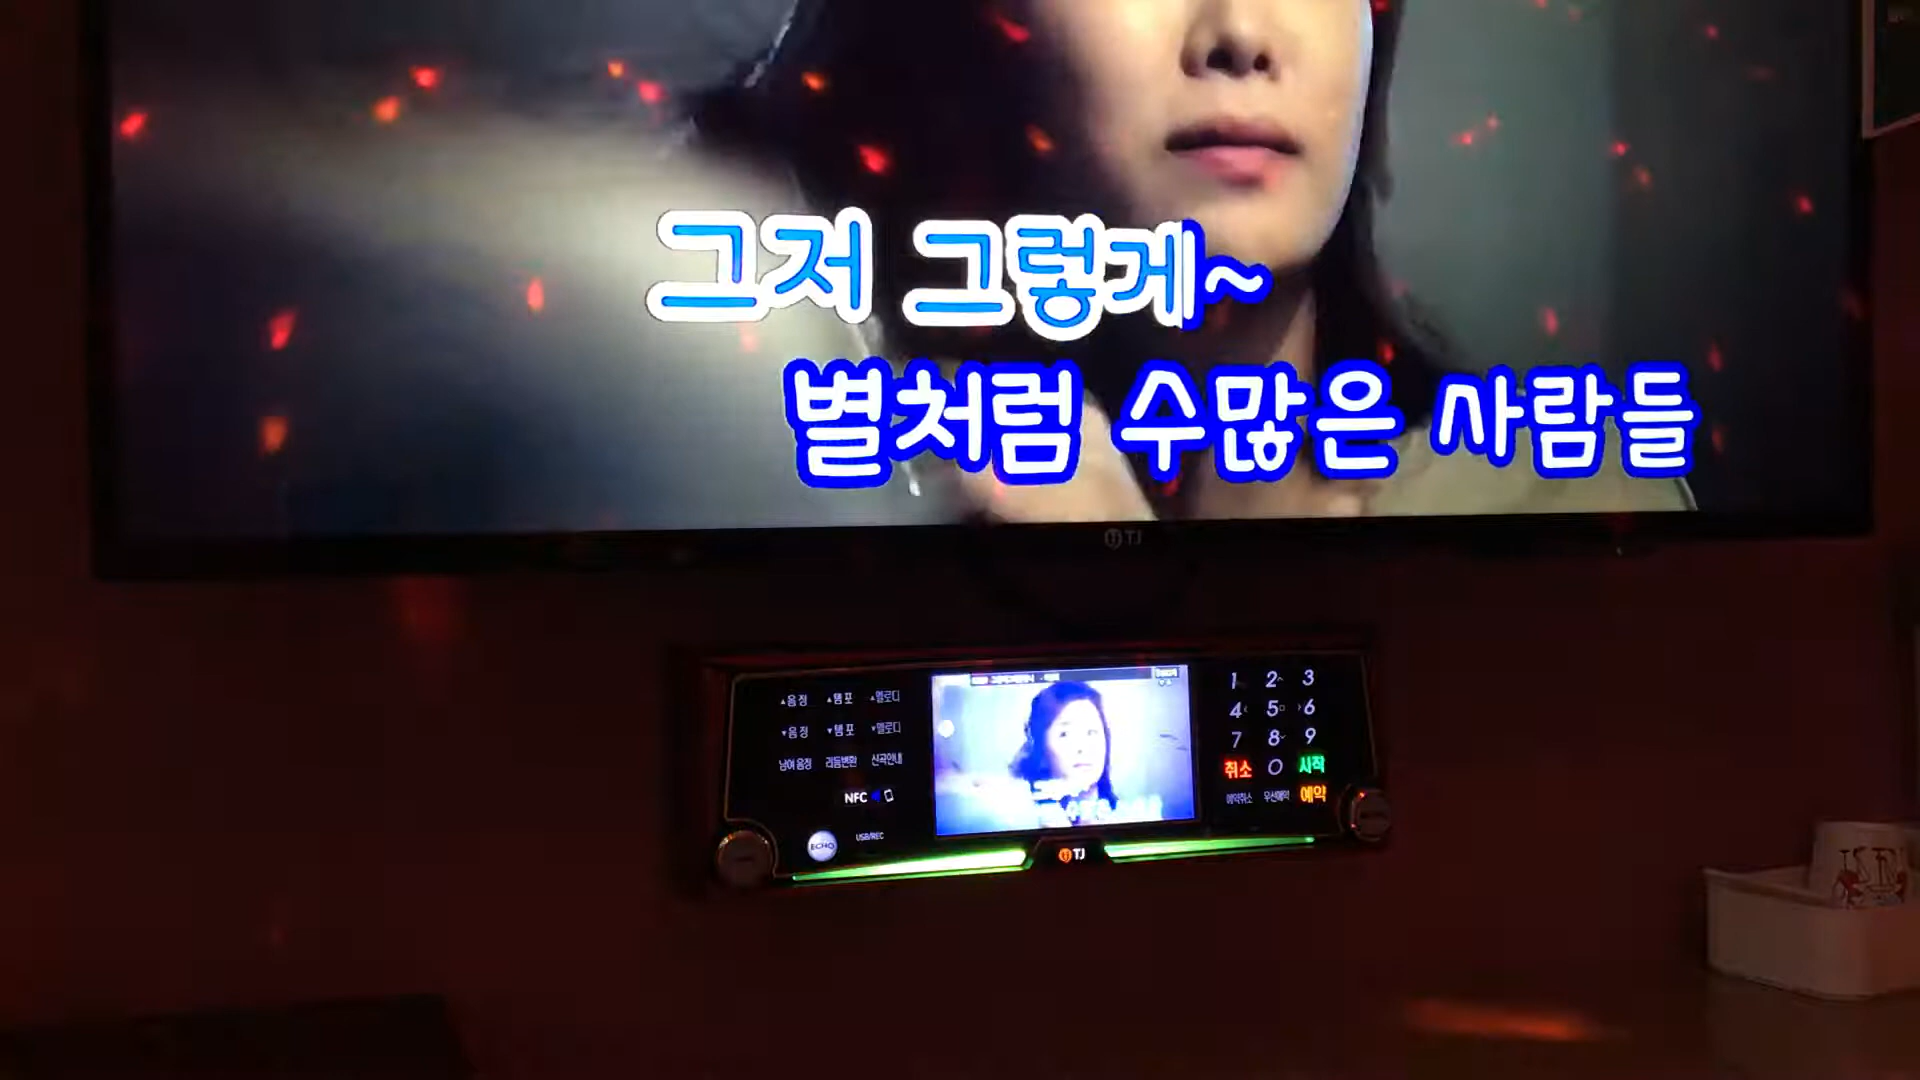 그저 그렇게~
별처럼 수많은 사람들
TJ
▲음정 ▲템포 ▲멜로디
▼음정 ▼템포 ▼멜로디
남여음정 리듬변환 신곡안내
NFC
ECHO
USB/REC
TJ
1 2 3
4 5 6
7 8 9
취소 0 시작
예약취소 우선예약 예약